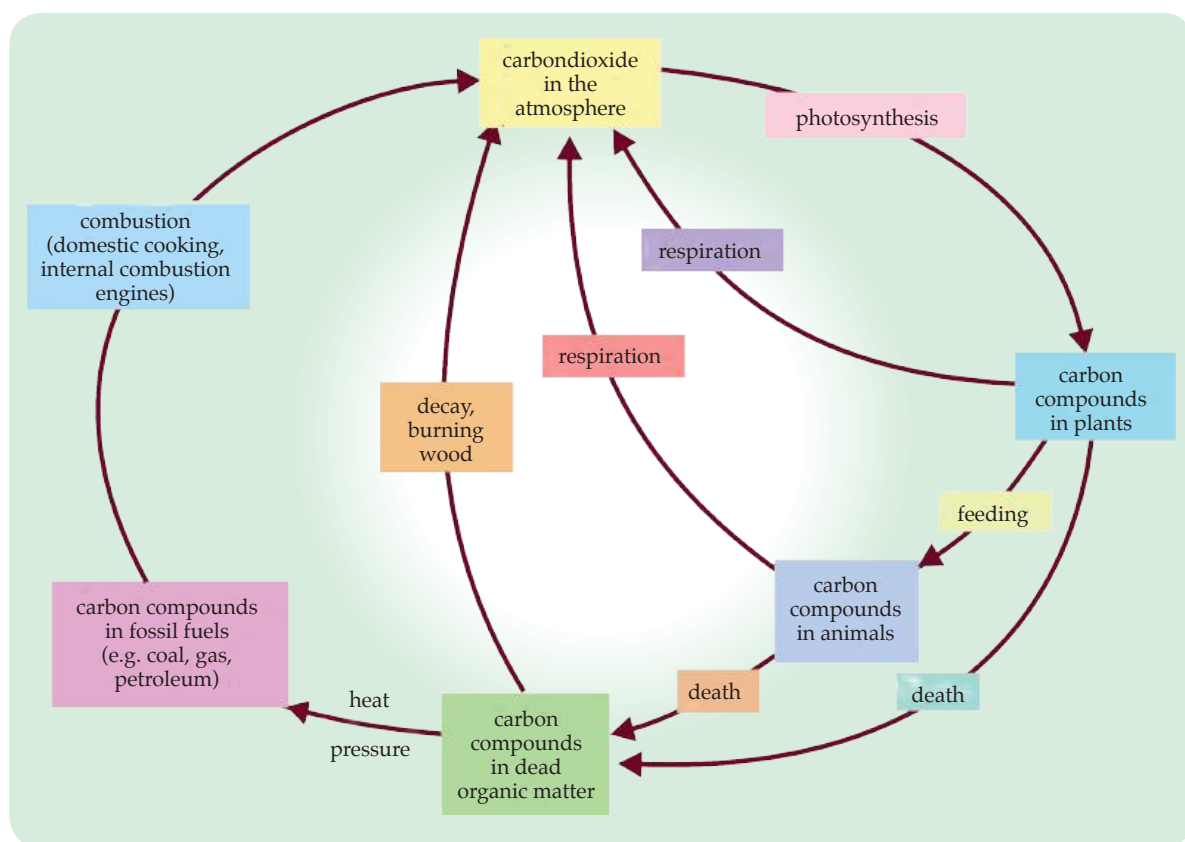 carbondioxide
in the
atmosphere
photosynthesis
combustion
(domestic cooking,
internal combustion
engines)
respiration
respiration
carbon
compounds
in plants
decay,
burning
wood
feeding
carbon compounds
in fossil fuels
(e.g. coal, gas,
petroleum)
carbon
compounds
in animals
death
death
heat
pressure
carbon
compounds
in dead
organic matter